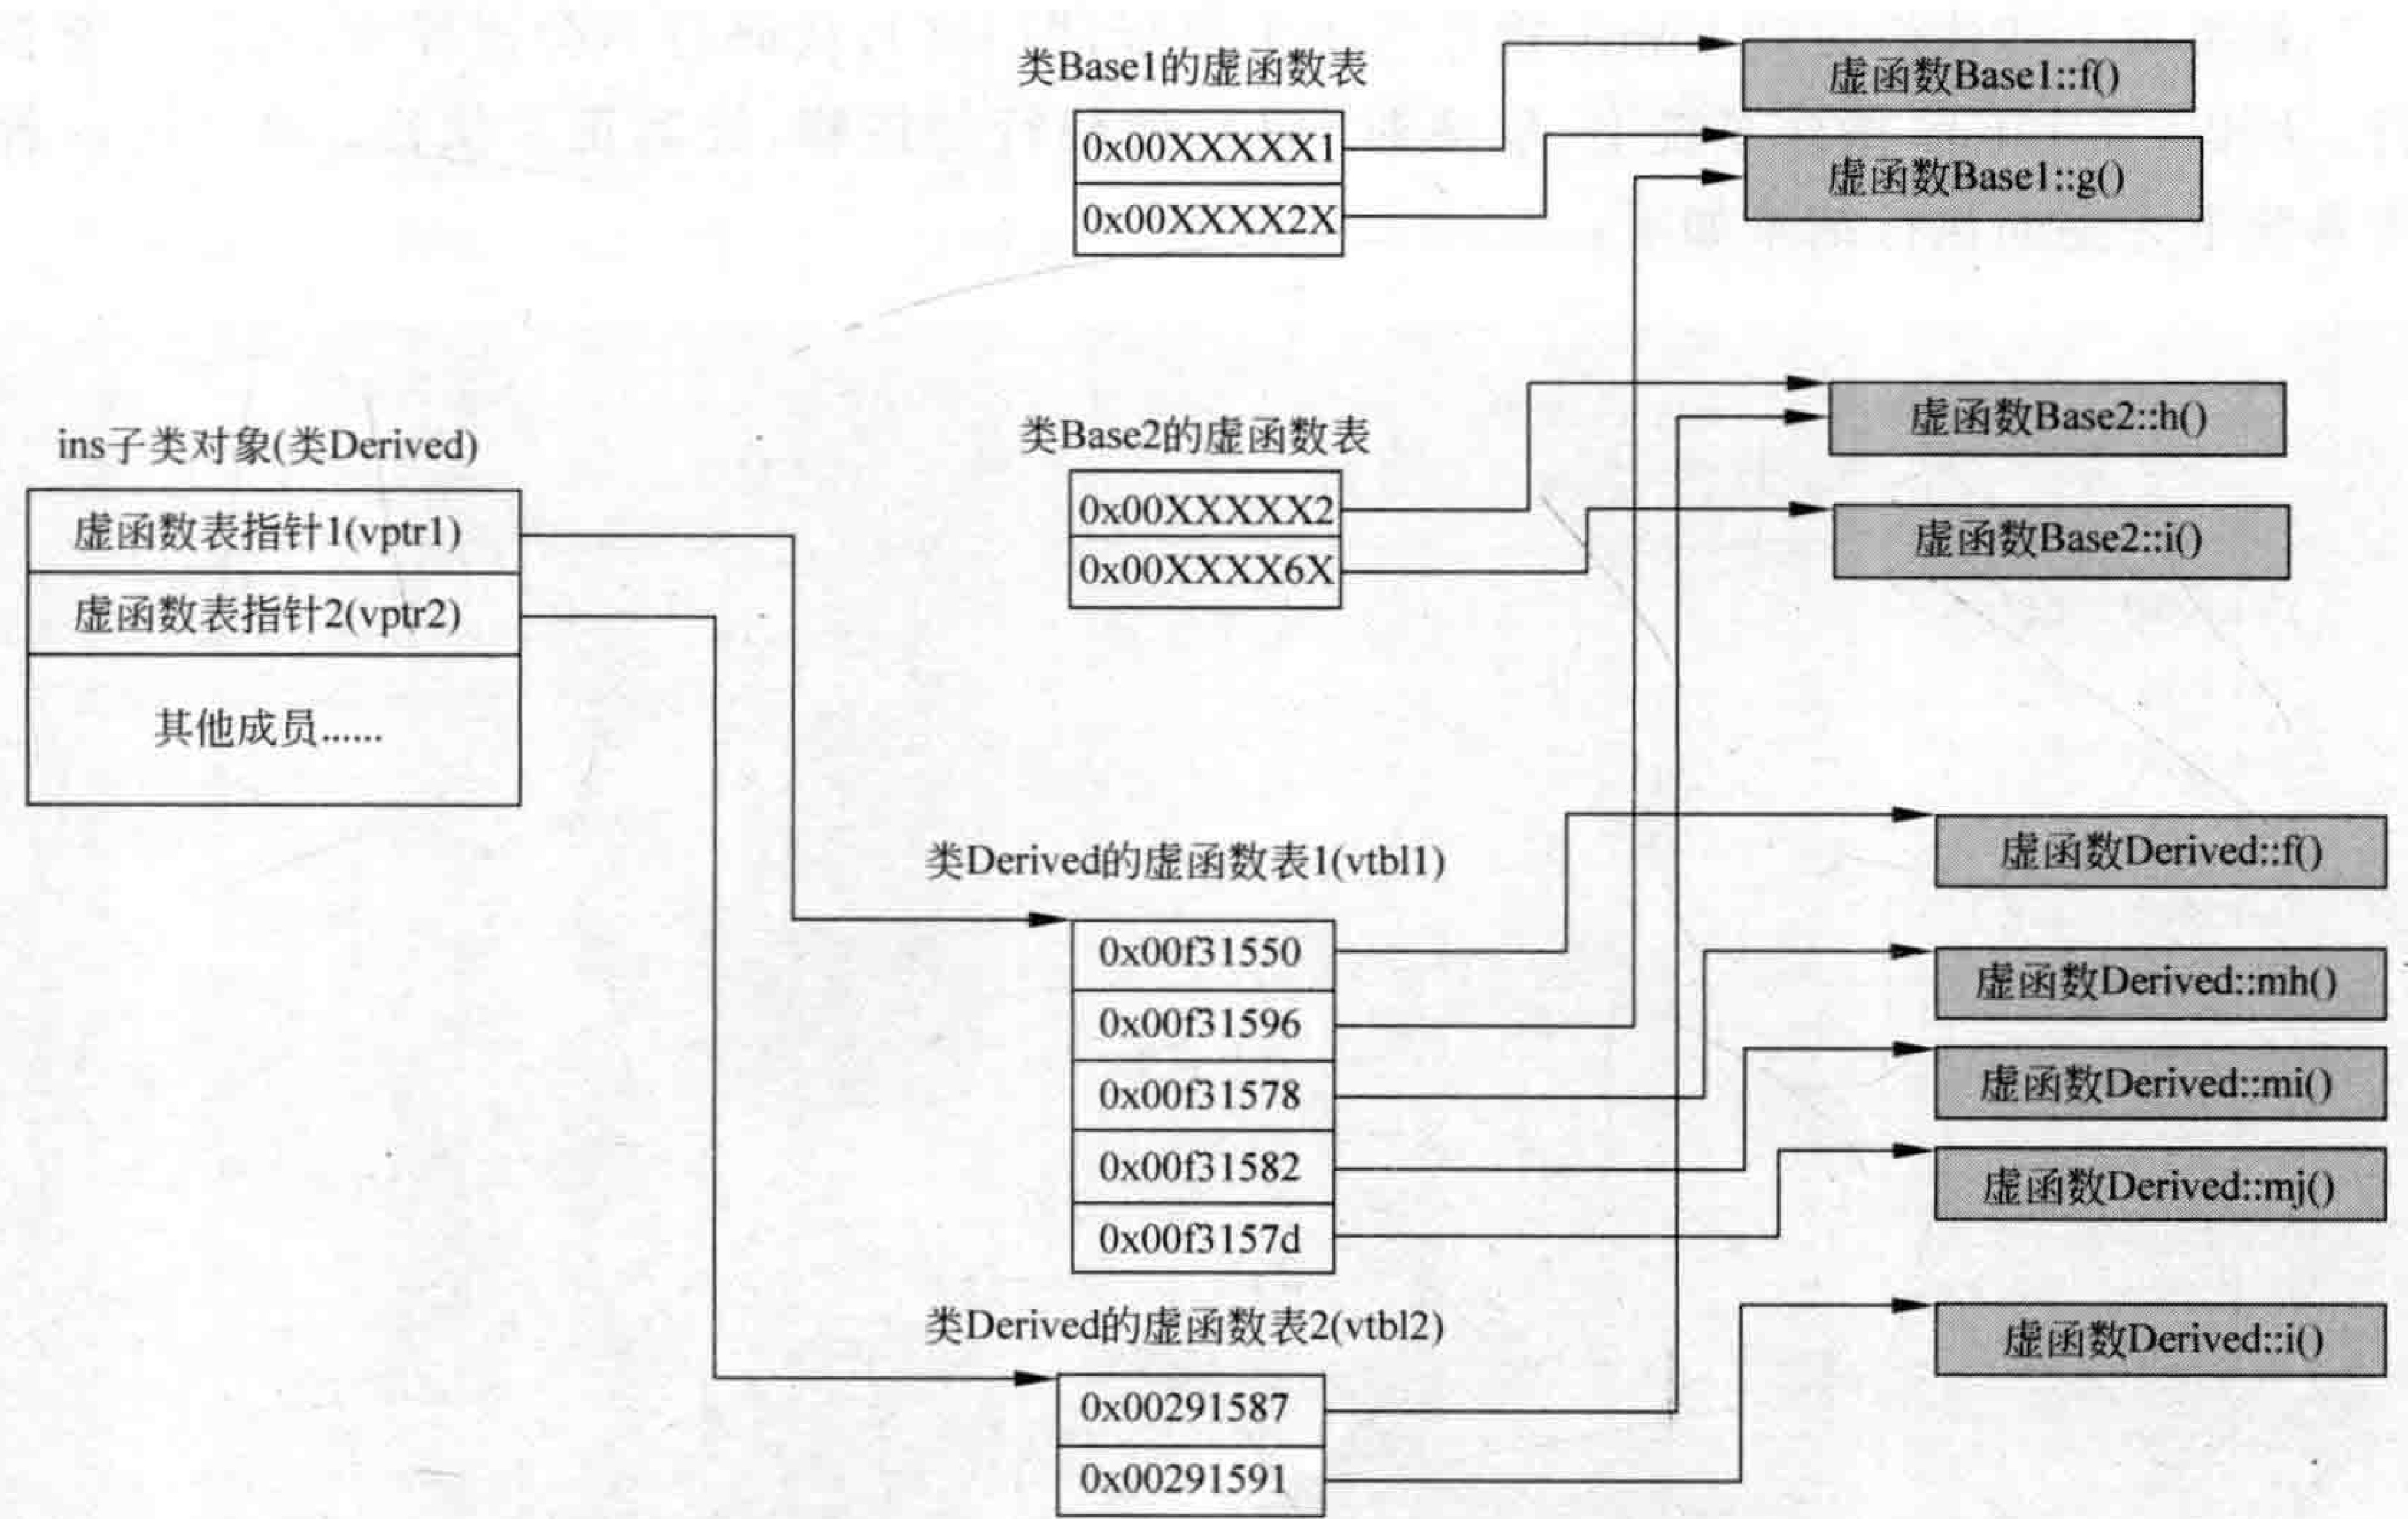 类Base1的虚函数表
0x00XXXXX1
0x00XXXX2X
虚函数Base1::f()
虚函数Base1::g()
类Base2的虚函数表
0x00XXXXX2
0x00XXXX6X
虚函数Base2::h()
虚函数Base2::i()
ins子类对象(类Derived)
虚函数表指针1(vptr1)
虚函数表指针2(vptr2)
其他成员......
类Derived的虚函数表1(vtbl1)
0x00f31550
0x00f31596
0x00f31578
0x00f31582
0x00f3157d
虚函数Derived::f()
虚函数Derived::mh()
虚函数Derived::mi()
虚函数Derived::mj()
类Derived的虚函数表2(vtbl2)
0x00291587
0x00291591
虚函数Derived::i()